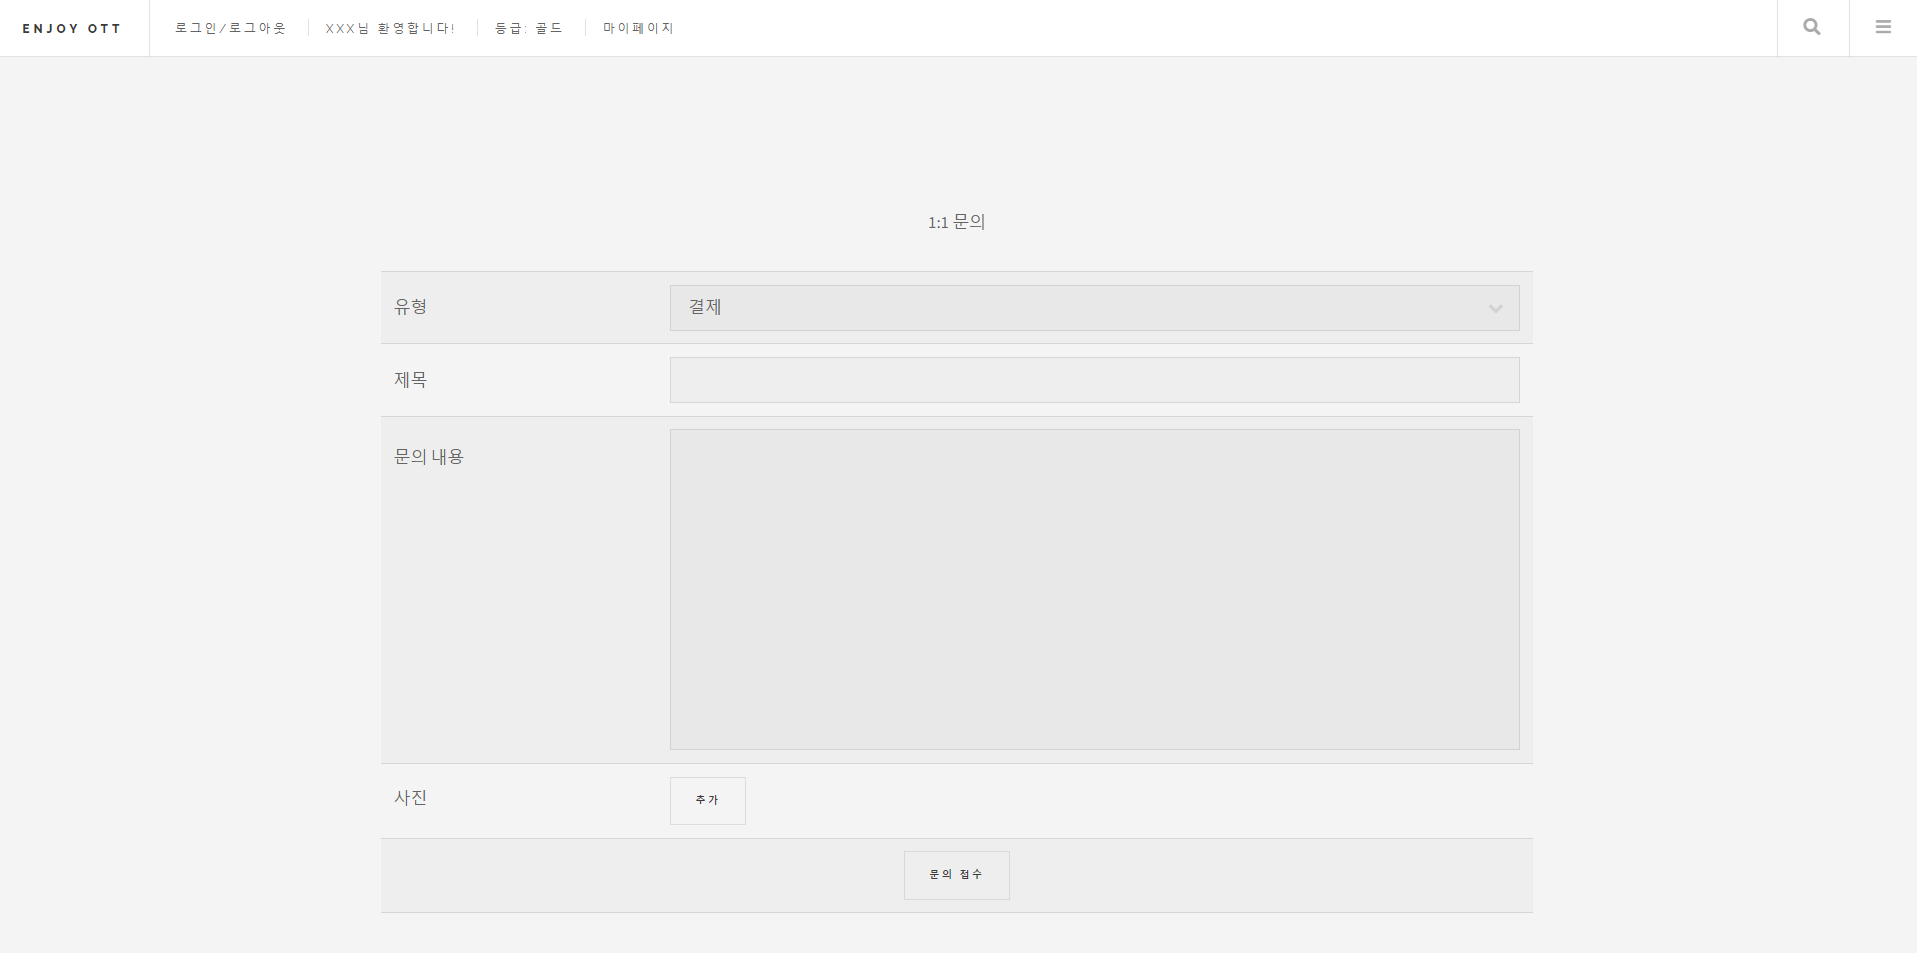 ENJOY OTT
로그인/로그아웃
XXX님 환영합니다!
등급: 골드
마이페이지
1:1 문의
유형
결제
제목
문의 내용
사진
추가
문의 접수